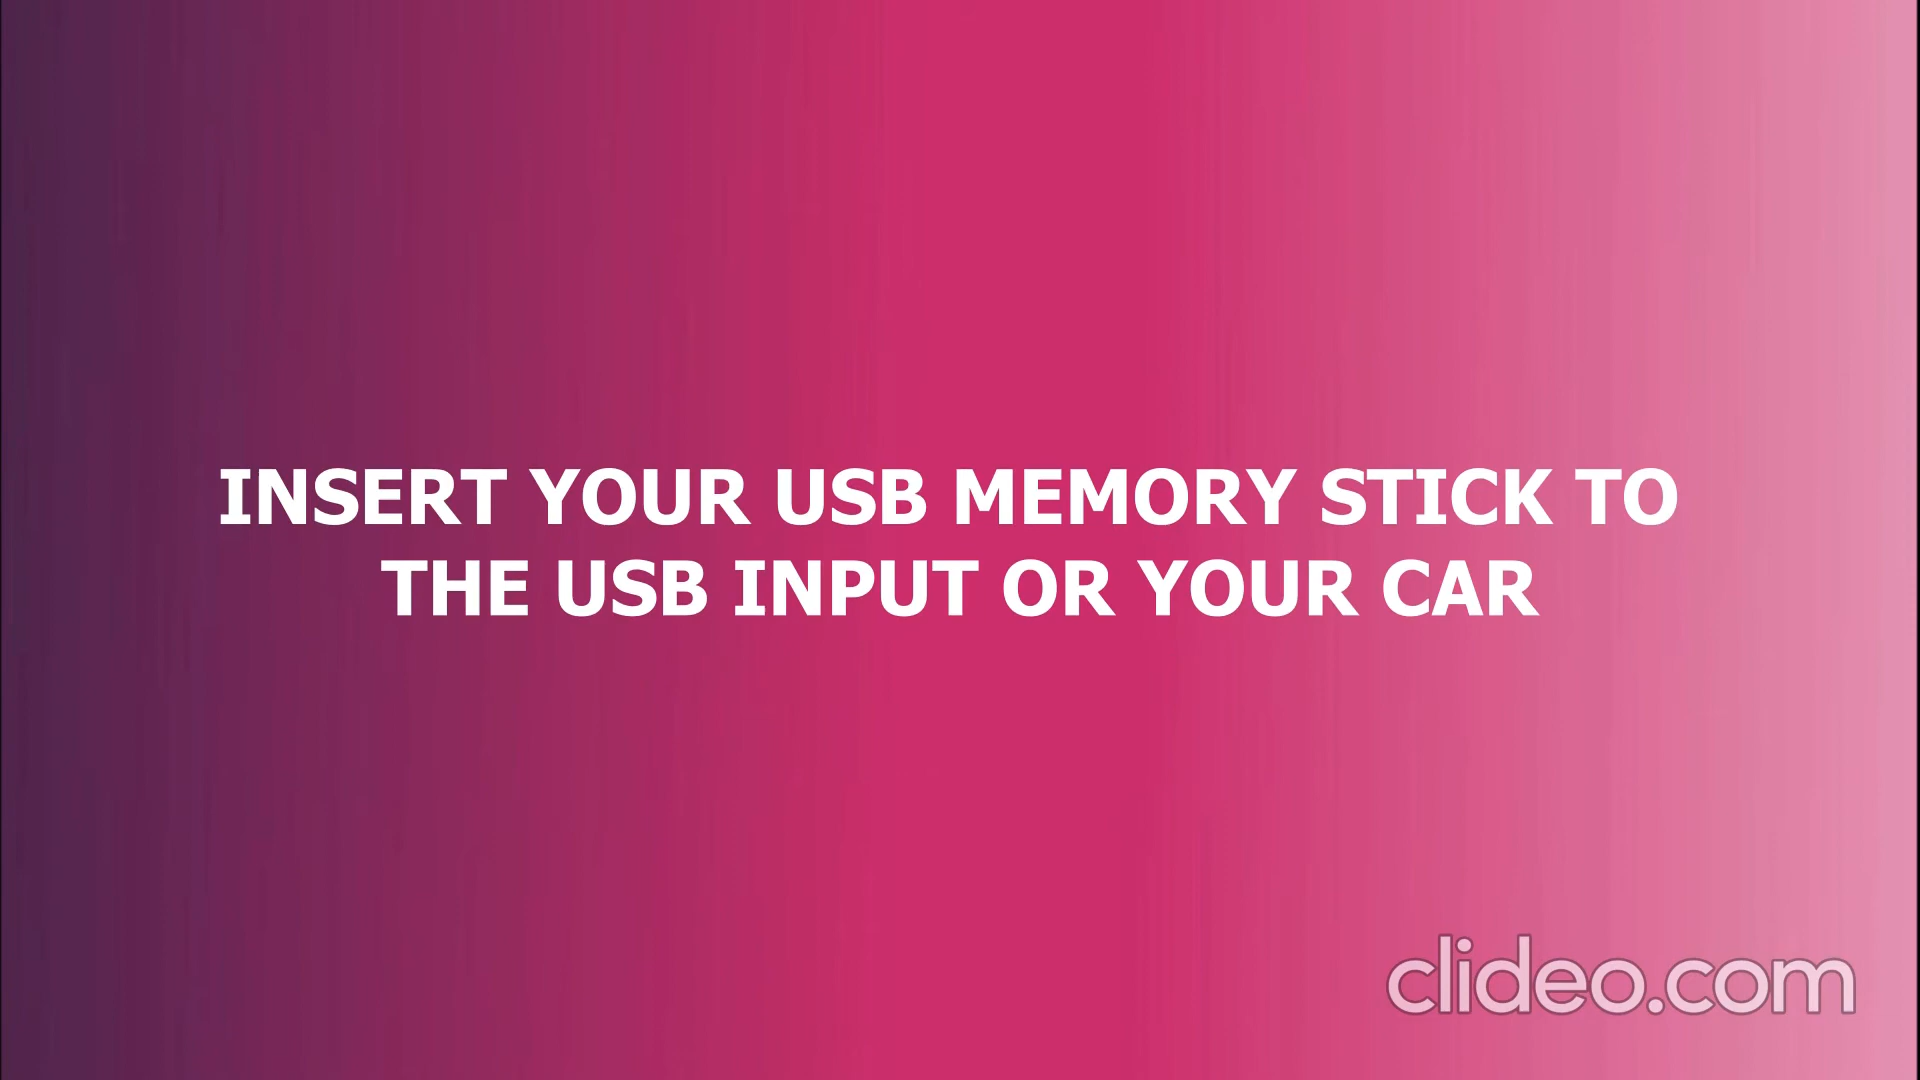 INSERT YOUR USB MEMORY STICK TO
THE USB INPUT OR YOUR CAR
clideo.com